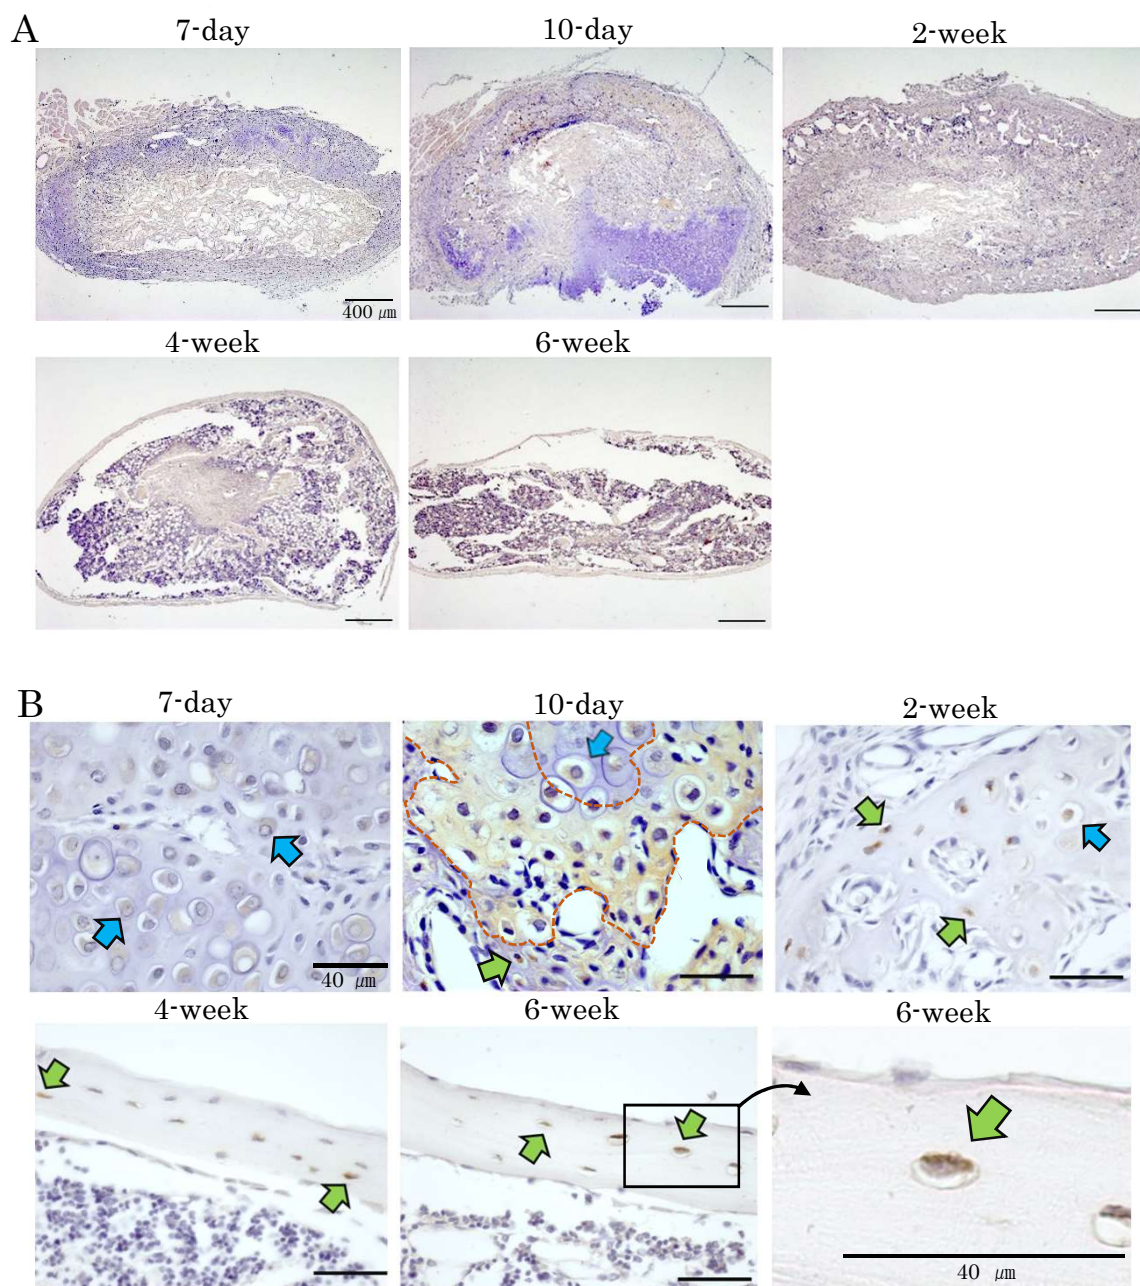 A
7-day 10-day 2-week
400 ㎛
4-week 6-week
B
7-day 10-day 2-week
40 ㎛
4-week 6-week 6-week
40 ㎛